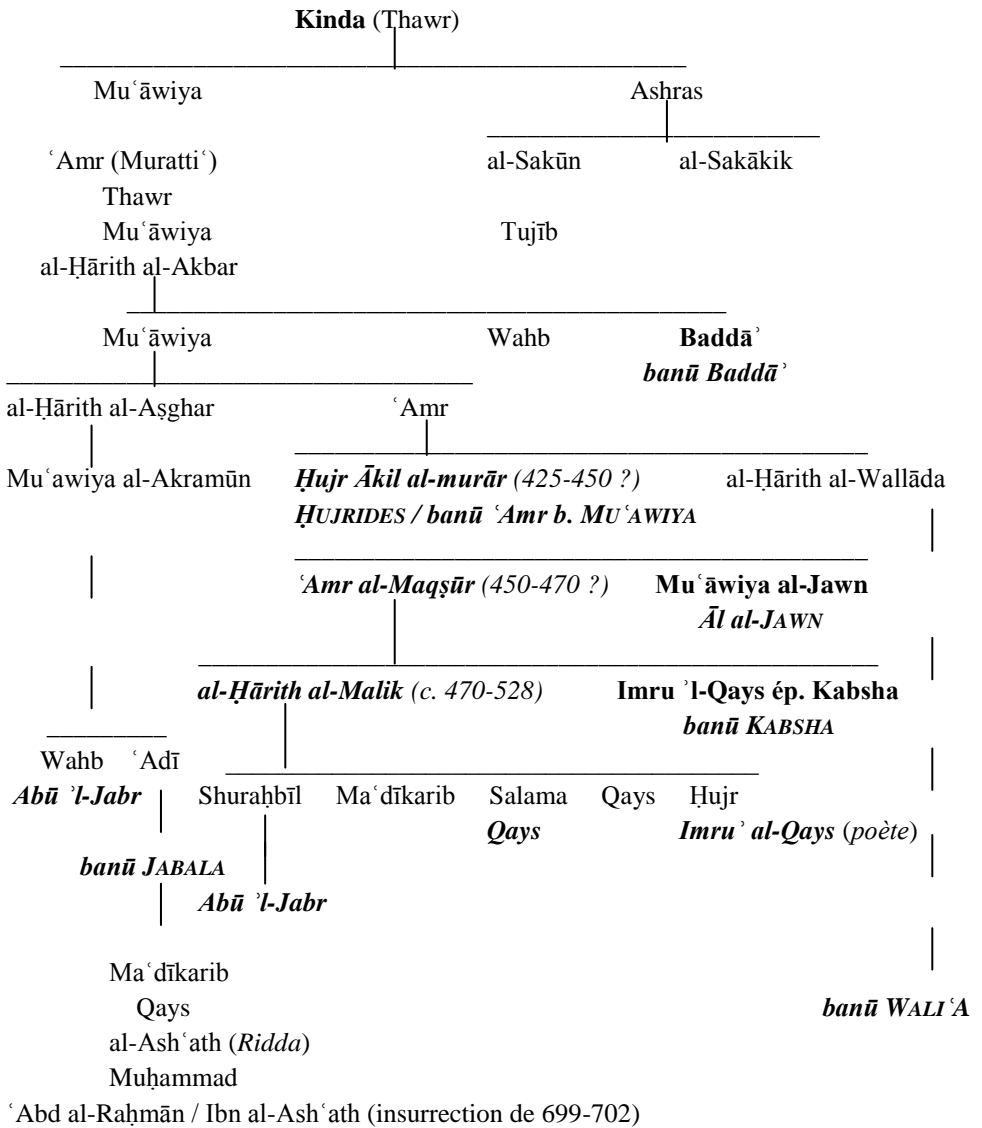 Kinda (Thawr)
Muʿāwiya Ashras
ʿAmr (Murattiʿ) al-Sakūn al-Sakākik
Thawr
Muʿāwiya Tujīb
al-Ḥārith al-Akbar
Muʿāwiya Wahb Baddāʾ
banū Baddāʾ
al-Ḥārith al-Aṣghar ʿAmr
Muʿawiya al-Akramūn Ḥujr Ākil al-murār (425-450 ?) al-Ḥārith al-Wallāda
ḤUJRIDES / banū ʿAmr b. MUʿAWIYA
ʿAmr al-Maqṣūr (450-470 ?) Muʿāwiya al-Jawn
Āl al-JAWN
al-Ḥārith al-Malik (c. 470-528) Imru ʾl-Qays ép. Kabsha
banū KABSHA
Wahb ʿAdī
Abū ʾl-Jabr Shuraḥbīl Maʿdīkarib Salama Qays Ḥujr
Qays Imruʾ al-Qays (poète)
banū JABALA
Abū ʾl-Jabr
Maʿdīkarib
Qays banū WALIʿA
al-Ashʿath (Ridda)
Muḥammad
ʿAbd al-Raḥmān / Ibn al-Ashʿath (insurrection de 699-702)